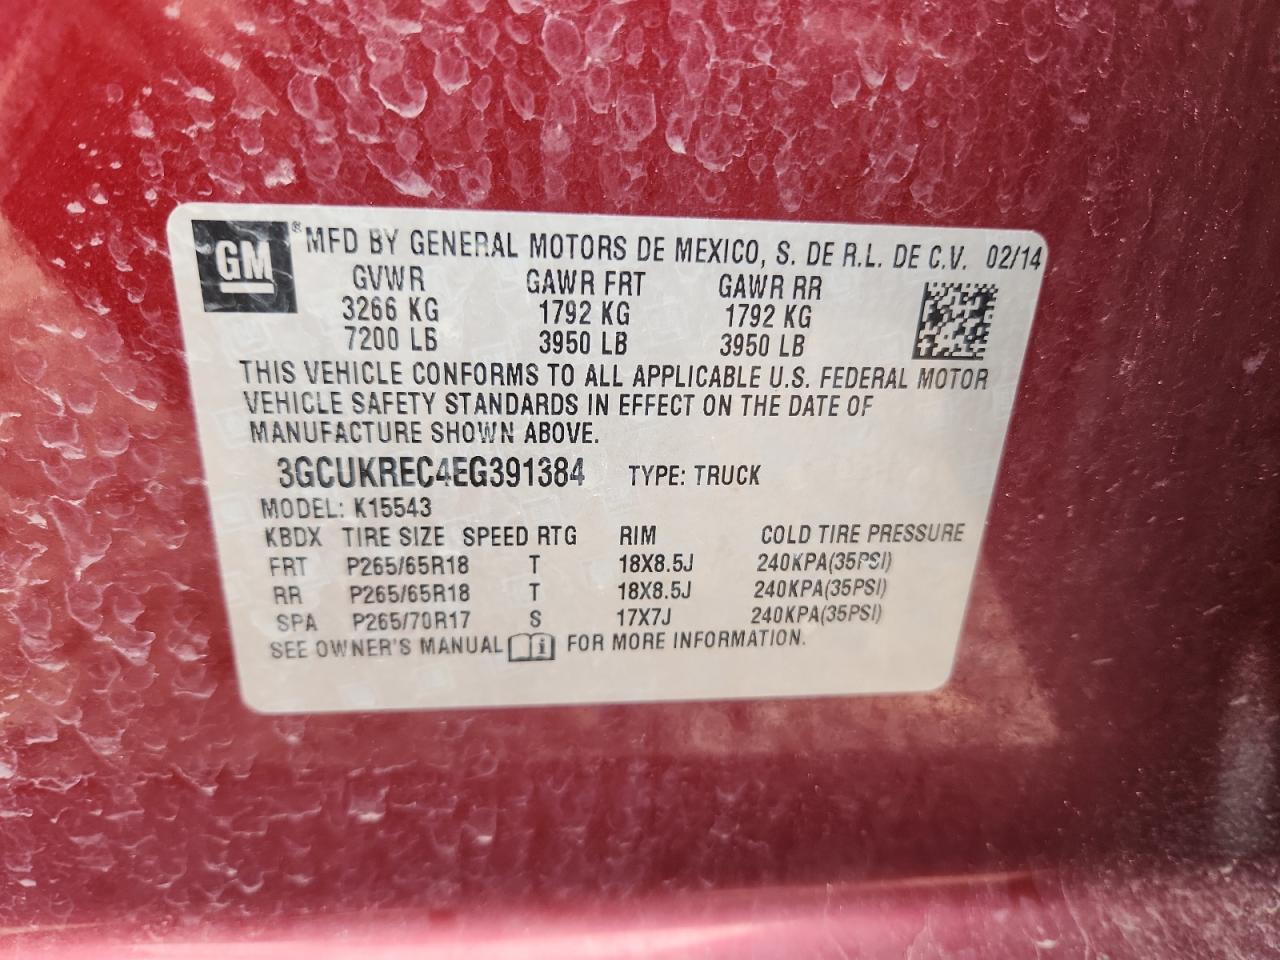 GM ® MFD BY GENERAL MOTORS DE MEXICO, S. DE R.L. DE C.V. 02/14
GVWR GAWR FRT GAWR RR
3266 KG 1792 KG 1792 KG
7200 LB 3950 LB 3950 LB
THIS VEHICLE CONFORMS TO ALL APPLICABLE U.S. FEDERAL MOTOR
VEHICLE SAFETY STANDARDS IN EFFECT ON THE DATE OF
MANUFACTURE SHOWN ABOVE.
3GCUKREC4EG391384 TYPE: TRUCK
MODEL: K15543
KBDX TIRE SIZE SPEED RTG RIM COLD TIRE PRESSURE
FRT P265/65R18 T 18X8.5J 240KPA(35PSI)
RR P265/65R18 T 18X8.5J 240KPA(35PSI)
SPA P265/70R17 S 17X7J 240KPA(35PSI)
SEE OWNER'S MANUAL i FOR MORE INFORMATION.